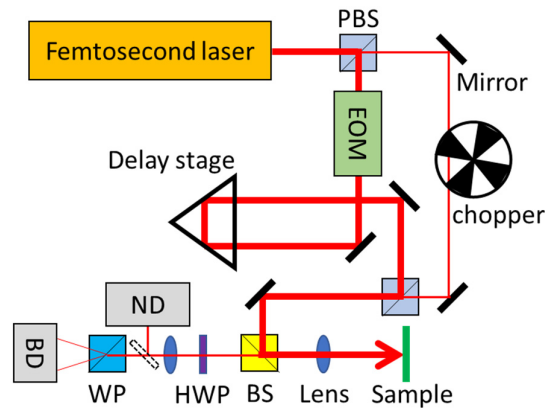 PBS
Femtosecond laser
Mirror
EOM
Delay stage
chopper
ND
BD
WP
HWP
BS
Lens
Sample